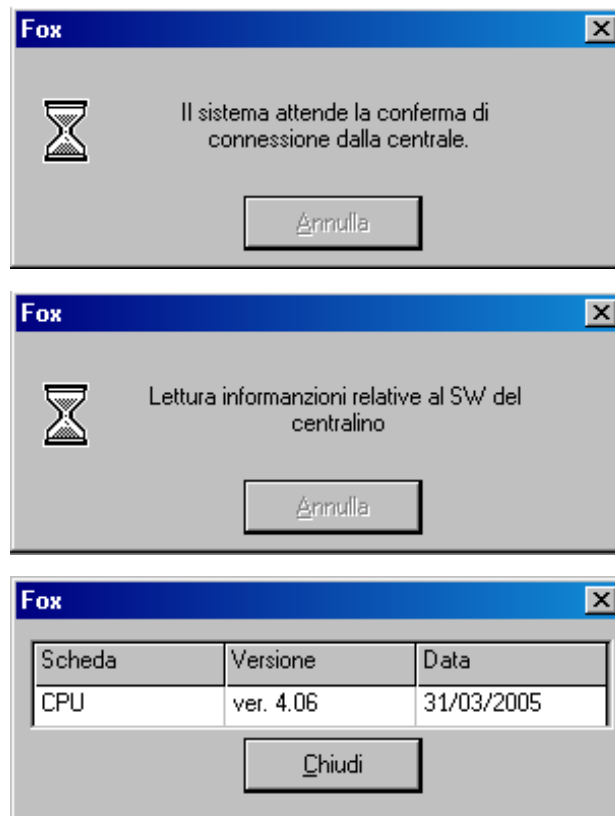 Fox
Il sistema attende la conferma di
connessione dalla centrale.
Annulla
Fox
Lettura informanzioni relative al SW del
centralino
Annulla
Fox
Scheda Versione Data
CPU ver. 4.06 31/03/2005
Chiudi